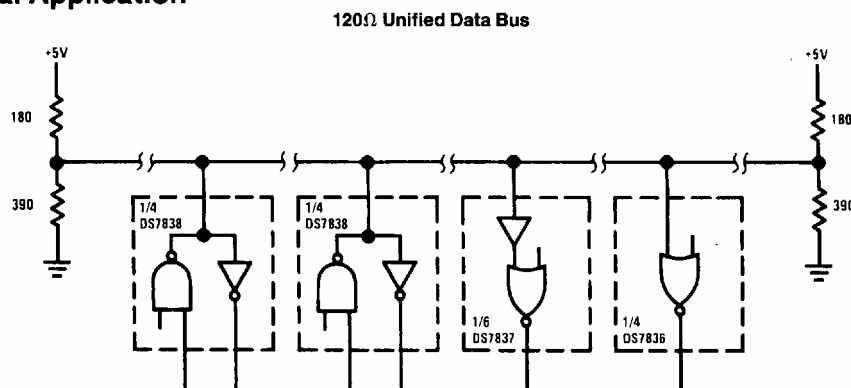 al Application
120Ω Unified Data Bus
+5V
+5V
180
180
390
390
1/4
DS7838
1/4
DS7838
1/6
DS7837
1/4
DS7836